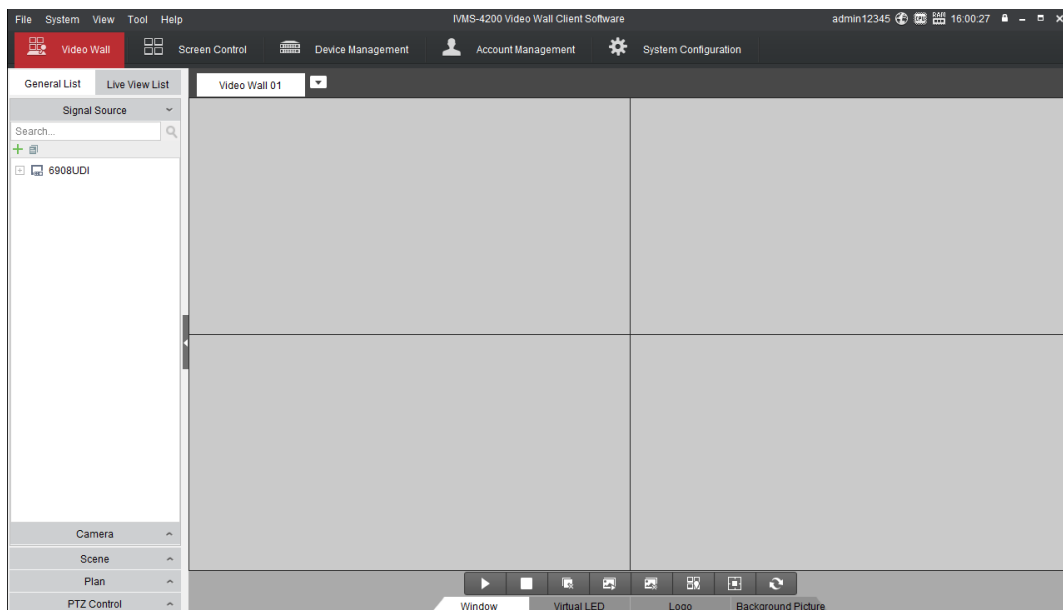 File System View Tool Help IVMS-4200 Video Wall Client Software admin12345 CPU RAM 16:00:27
Video Wall Screen Control Device Management Account Management System Configuration
General List Live View List Video Wall 01
Signal Source
Search...
6908UDI
Camera
Scene
Plan
PTZ Control
Window Virtual LED Logo Background Picture